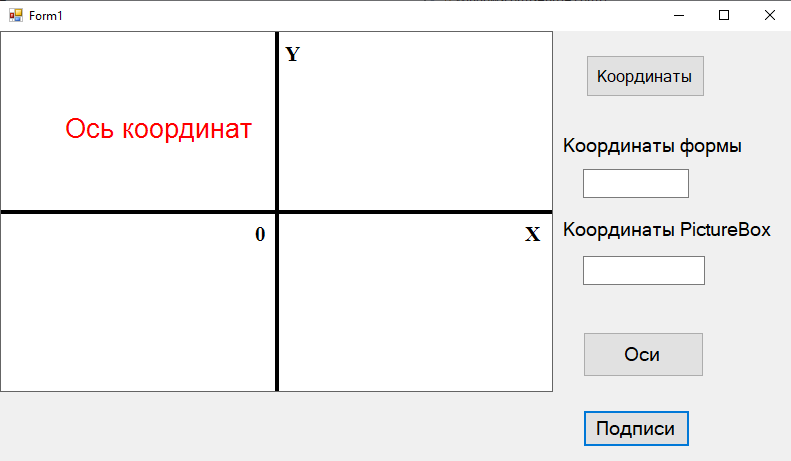 Form1
Y
Ось координат
0
X
Координаты
Координаты формы
Координаты PictureBox
Оси
Подписи